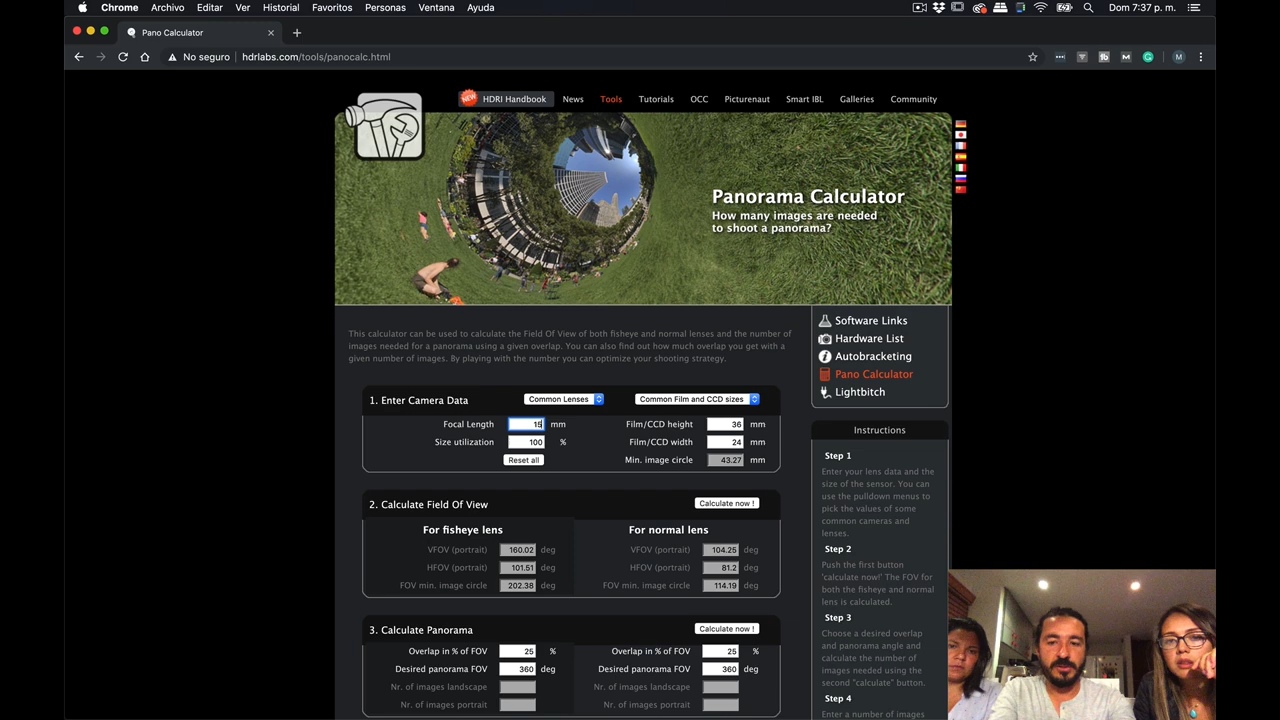 Chrome Archivo Editar Ver Historial Favoritos Personas Ventana Ayuda
Dom 7:37 p. m.
Pano Calculator
No seguro hdrlabs.com/tools/panocalc.html
NEW HDRI Handbook News Tools Tutorials OCC Picturenaut Smart IBL Galleries Community
Panorama Calculator
How many images are needed
to shoot a panorama?
This calculator can be used to calculate the Field Of View of both fisheye and normal lenses and the number of
images needed for a panorama using a given overlap. You can also find out how much overlap you get with a
given number of images. By playing with the number you can optimize your shooting strategy.
1. Enter Camera Data Common Lenses Common Film and CCD sizes
Focal Length 15 mm Film/CCD height 36 mm
Size utilization 100 % Film/CCD width 24 mm
Reset all Min. image circle 43.27 mm
2. Calculate Field Of View Calculate now !
For fisheye lens For normal lens
VFOV (portrait) 160.02 deg VFOV (portrait) 104.25 deg
HFOV (portrait) 101.51 deg HFOV (portrait) 81.2 deg
FOV min. image circle 202.38 deg FOV min. image circle 114.19 deg
3. Calculate Panorama Calculate now !
Overlap in % of FOV 25 % Overlap in % of FOV 25 %
Desired panorama FOV 360 deg Desired panorama FOV 360 deg
Nr. of images landscape Nr. of images landscape
Nr. of images portrait Nr. of images portrait
Software Links
Hardware List
Autobracketing
Pano Calculator
Lightbitch
Instructions
Step 1
Enter your lens data and the
size of the sensor. You can
use the pulldown menus to
pick the values of some
common cameras and
lenses.
Step 2
Push the first button
'calculate now!' The FOV for
both the fisheye and normal
lens is calculated.
Step 3
Choose a desired overlap
and panorama angle and
calculate the number of
images needed using the
second "calculate" button.
Step 4
Enter a number of images